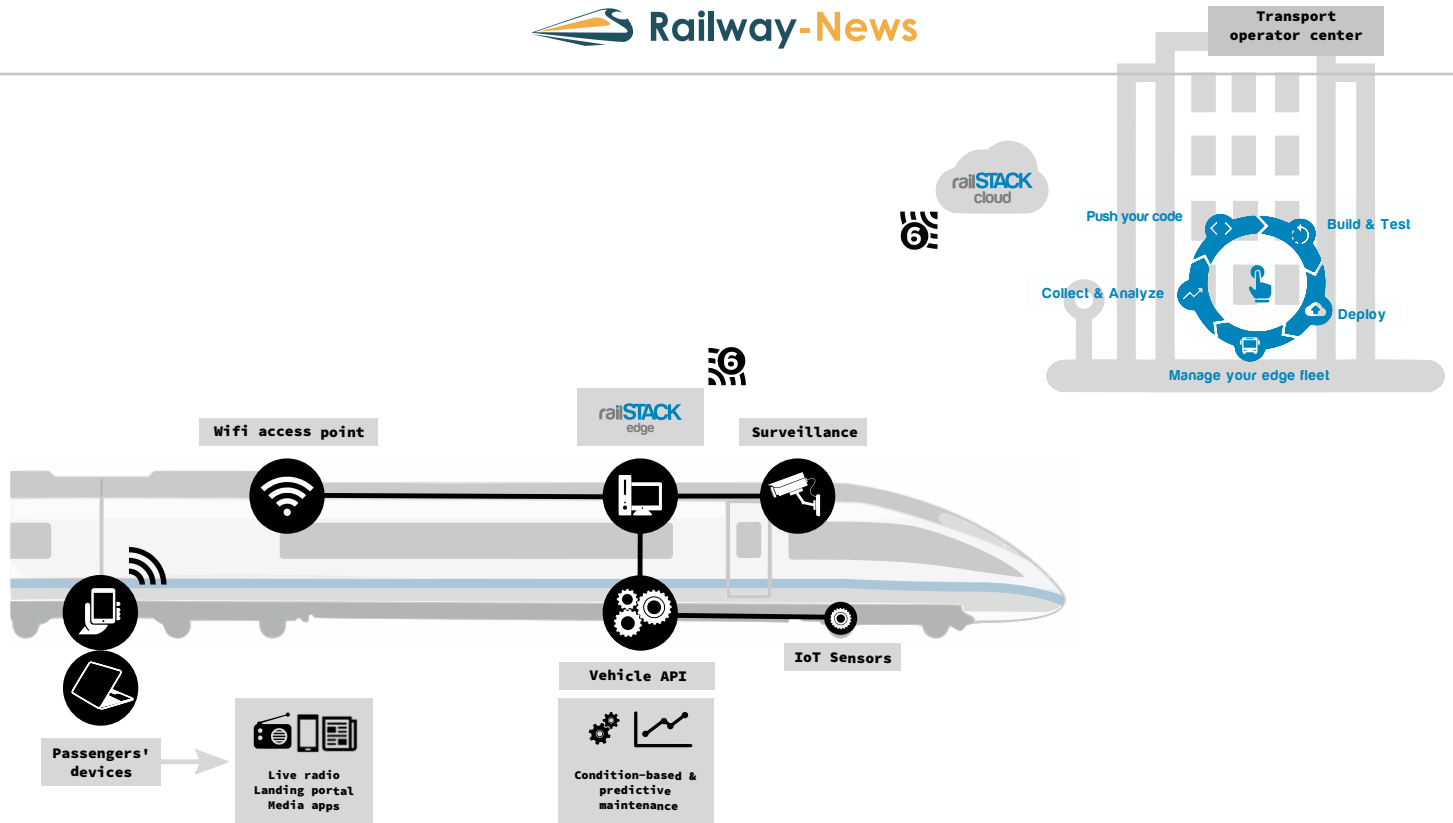 Railway-News
Transport
operator center
railSTACK
cloud
6
Push your code
Build & Test
Collect & Analyze
Deploy
Manage your edge fleet
6
railSTACK
edge
Wifi access point
Surveillance
IoT Sensors
Vehicle API
Passengers'
devices
Live radio
Landing portal
Media apps
Condition-based &
predictive
maintenance